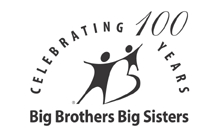 CELEBRATING 100 YEARS
®
Big Brothers Big Sisters